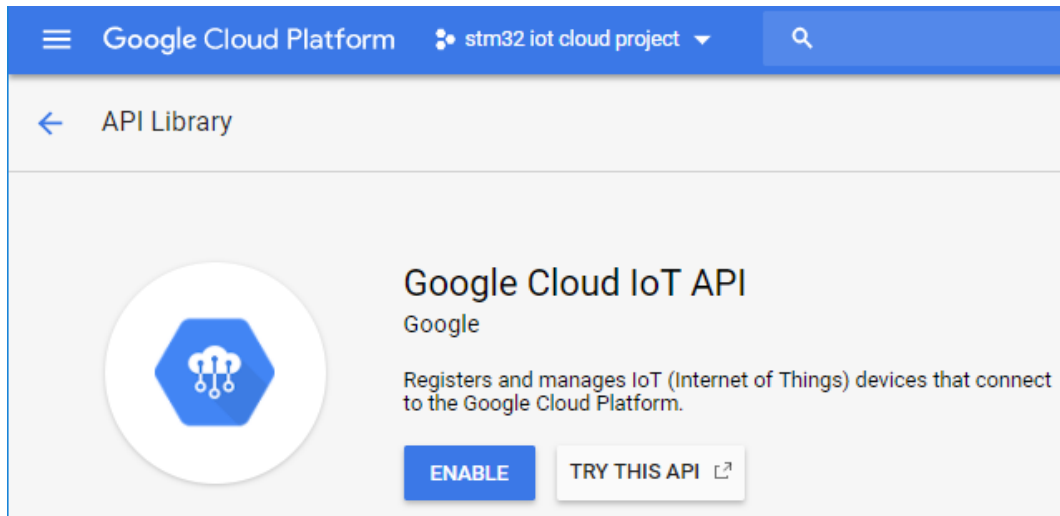 Google Cloud Platform
stm32 iot cloud project
API Library
Google Cloud IoT API
Google
Registers and manages IoT (Internet of Things) devices that connect
to the Google Cloud Platform.
ENABLE
TRY THIS API